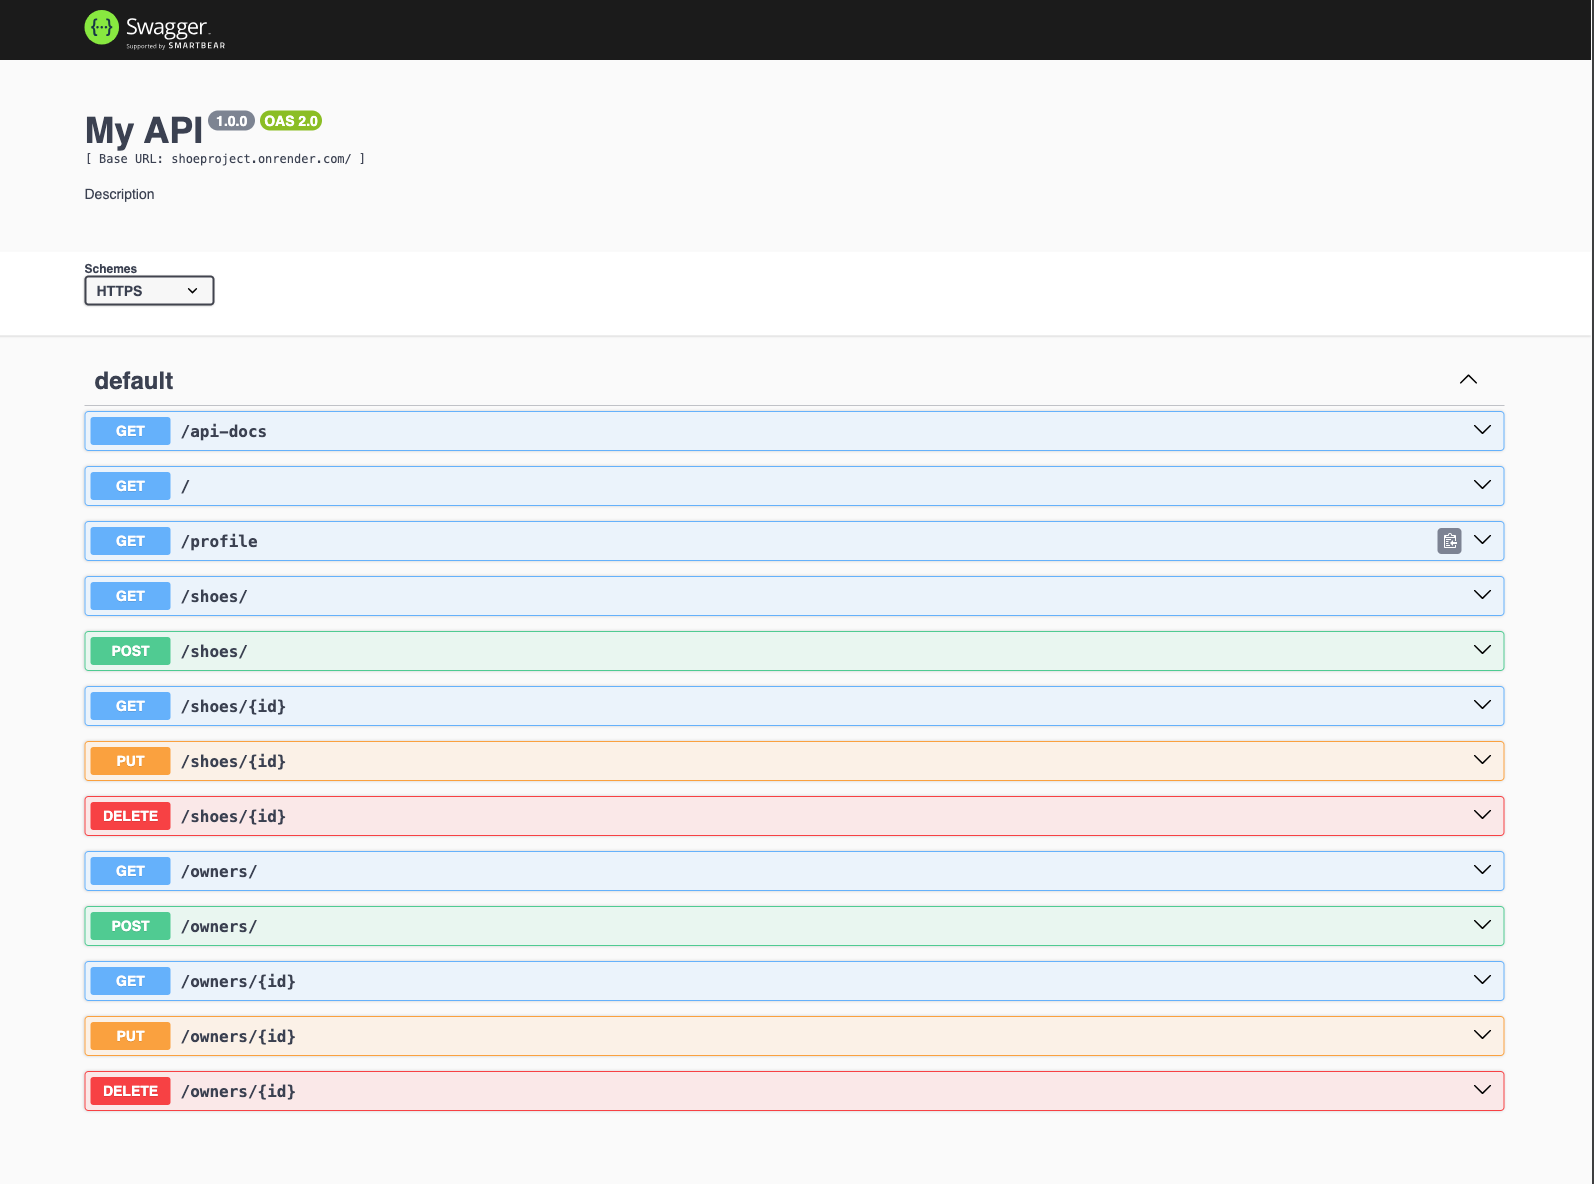 Swagger.
Supported by SMARTBEAR
My API 1.0.0 OAS 2.0
[ Base URL: shoeproject.onrender.com/ ]
Description
Schemes
HTTPS
default
GET /api-docs
GET /
GET /profile
GET /shoes/
POST /shoes/
GET /shoes/{id}
PUT /shoes/{id}
DELETE /shoes/{id}
GET /owners/
POST /owners/
GET /owners/{id}
PUT /owners/{id}
DELETE /owners/{id}